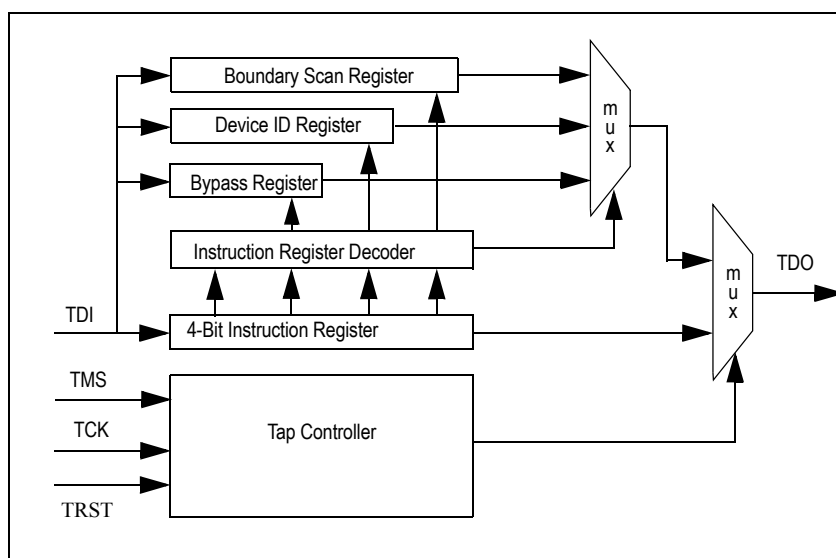 Boundary Scan Register
Device ID Register
Bypass Register
Instruction Register Decoder
4-Bit Instruction Register
Tap Controller
TDI
TMS
TCK
TRST
m
u
x
m
u
x
TDO